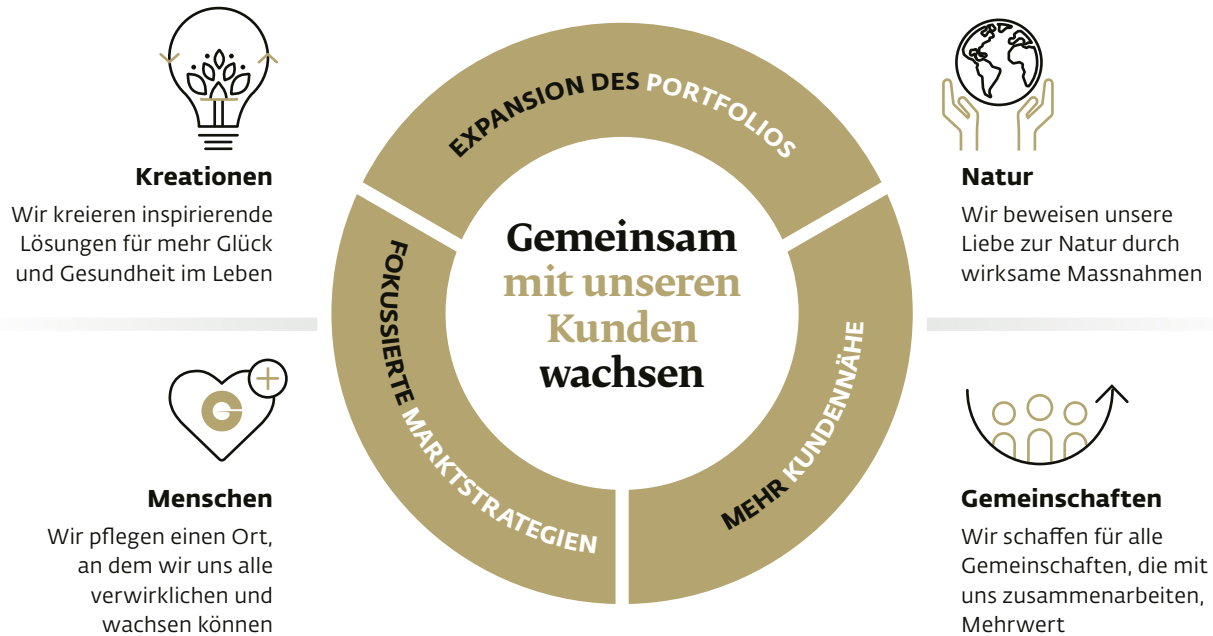 EXPANSION DES PORTFOLIOS
Kreationen
Wir kreieren inspirierende
Lösungen für mehr Glück
und Gesundheit im Leben
Natur
Wir beweisen unsere
Liebe zur Natur durch
wirksame Massnahmen
Gemeinsam
mit unseren
Kunden
wachsen
FOKUSSIERTE MARKTSTRATEGIEN
MEHR KUNDENNÄHE
Menschen
Wir pflegen einen Ort,
an dem wir uns alle
verwirklichen und
wachsen können
Gemeinschaften
Wir schaffen für alle
Gemeinschaften, die mit
uns zusammenarbeiten,
Mehrwert